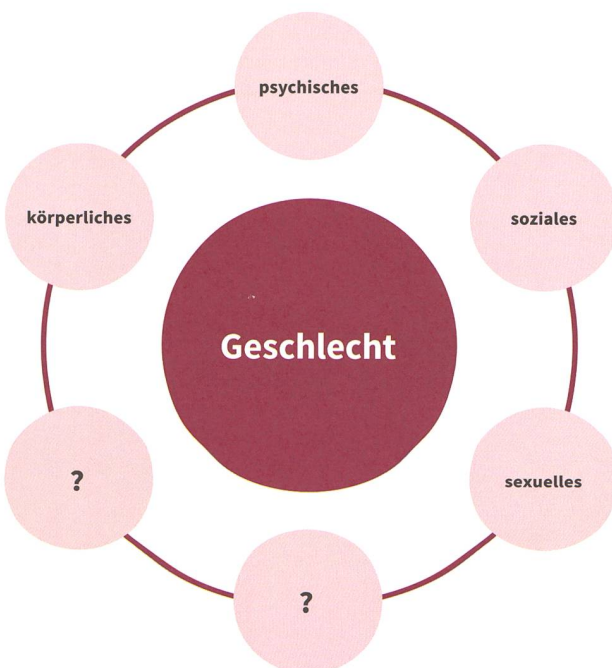 psychisches
körperliches
soziales
Geschlecht
?
sexuelles
?